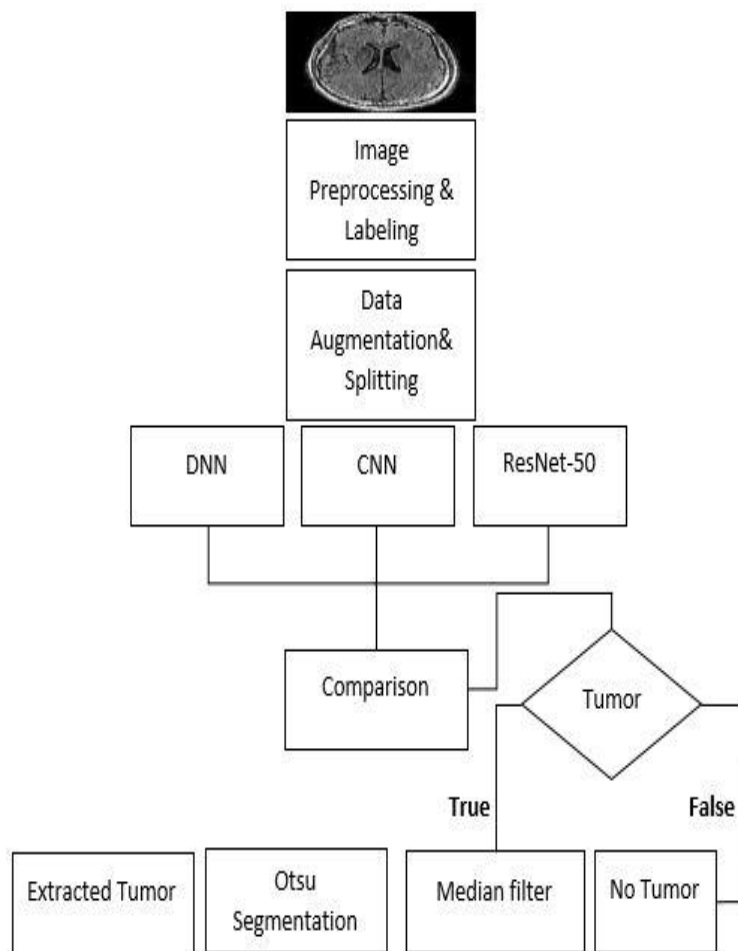 Image
Preprocessing &
Labeling
Data
Augmentation&
Splitting
DNN
CNN
ResNet-50
Comparison
Tumor
True
False
Extracted Tumor
Otsu
Segmentation
Median filter
No Tumor